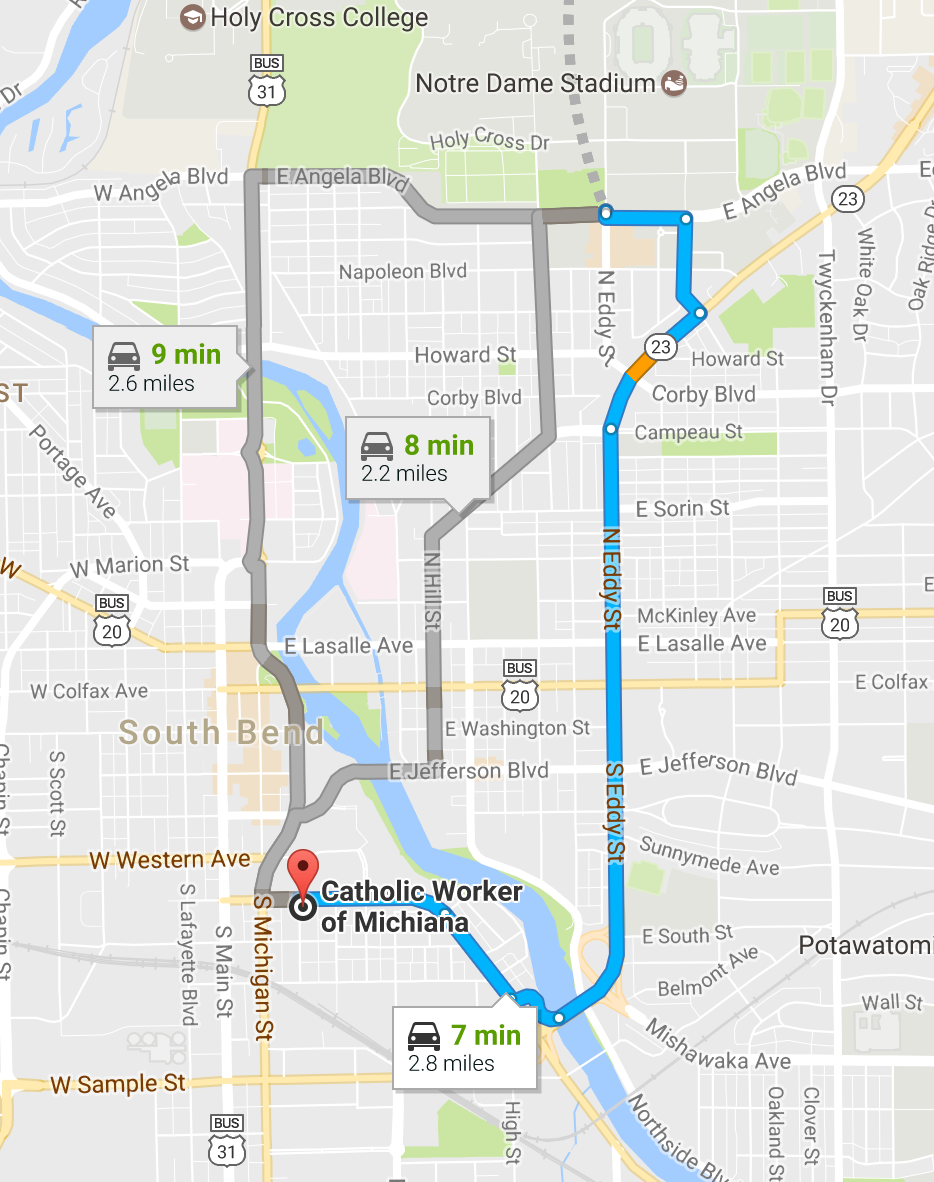 Holy Cross College
BUS
31
Notre Dame Stadium
Dr
Holy Cross Dr
W Angela Blvd
E Angela Blvd
E Angela Blvd
23
Napoleon Blvd
N Eddy St
Twyckenham Dr
White Oak Dr
Oak Ridge Dr
9 min
2.6 miles
Howard St
23
Howard St
ST
Corby Blvd
Corby Blvd
Portage Ave
8 min
2.2 miles
Campeau St
E Sorin St
W Marion St
W
N Hill St
N Eddy St
BUS
20
McKinley Ave
BUS
20
E Lasalle Ave
E Lasalle Ave
W Colfax Ave
BUS
20
E Colfax
South Bend
E Washington St
S Scott St
Chapin St
E Jefferson Blvd
E Jefferson Blvd
S Eddy St
W Western Ave
Sunnymede Ave
Catholic Worker
of Michiana
S Lafayette Blvd
S Main St
S Michigan St
Chapin St
E South St
Potawatomi
Belmont Ave
Wall St
7 min
2.8 miles
Mishawaka Ave
W Sample St
High St
Northside Blv
Oakland St
Clover St
BUS
31